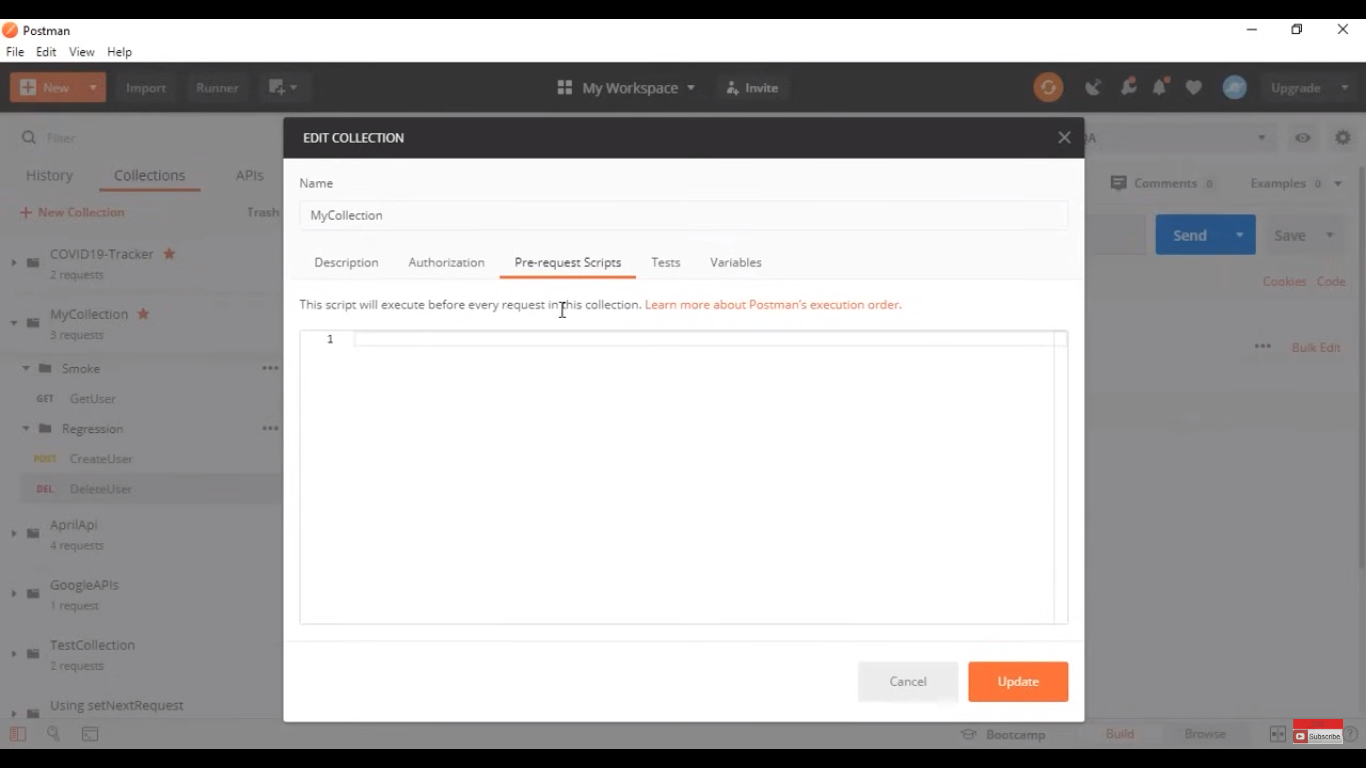 Postman
File Edit View Help
New Import Runner My Workspace Invite Upgrade
Filter
EDIT COLLECTION
History Collections APIs
Name
Comments 0 Examples 0
+ New Collection Trash
MyCollection
Send Save
COVID19-Tracker
2 requests
Description Authorization Pre-request Scripts Tests Variables
Cookies Code
This script will execute before every request in this collection. Learn more about Postman's execution order.
MyCollection
3 requests
1
Bulk Edit
Smoke
GET GetUser
Regression
POST CreateUser
DEL DeleteUser
AprilApi
4 requests
GoogleAPIs
1 request
TestCollection
2 requests
Cancel Update
Using setNextRequest
Bootcamp Build Browse
Subscribe